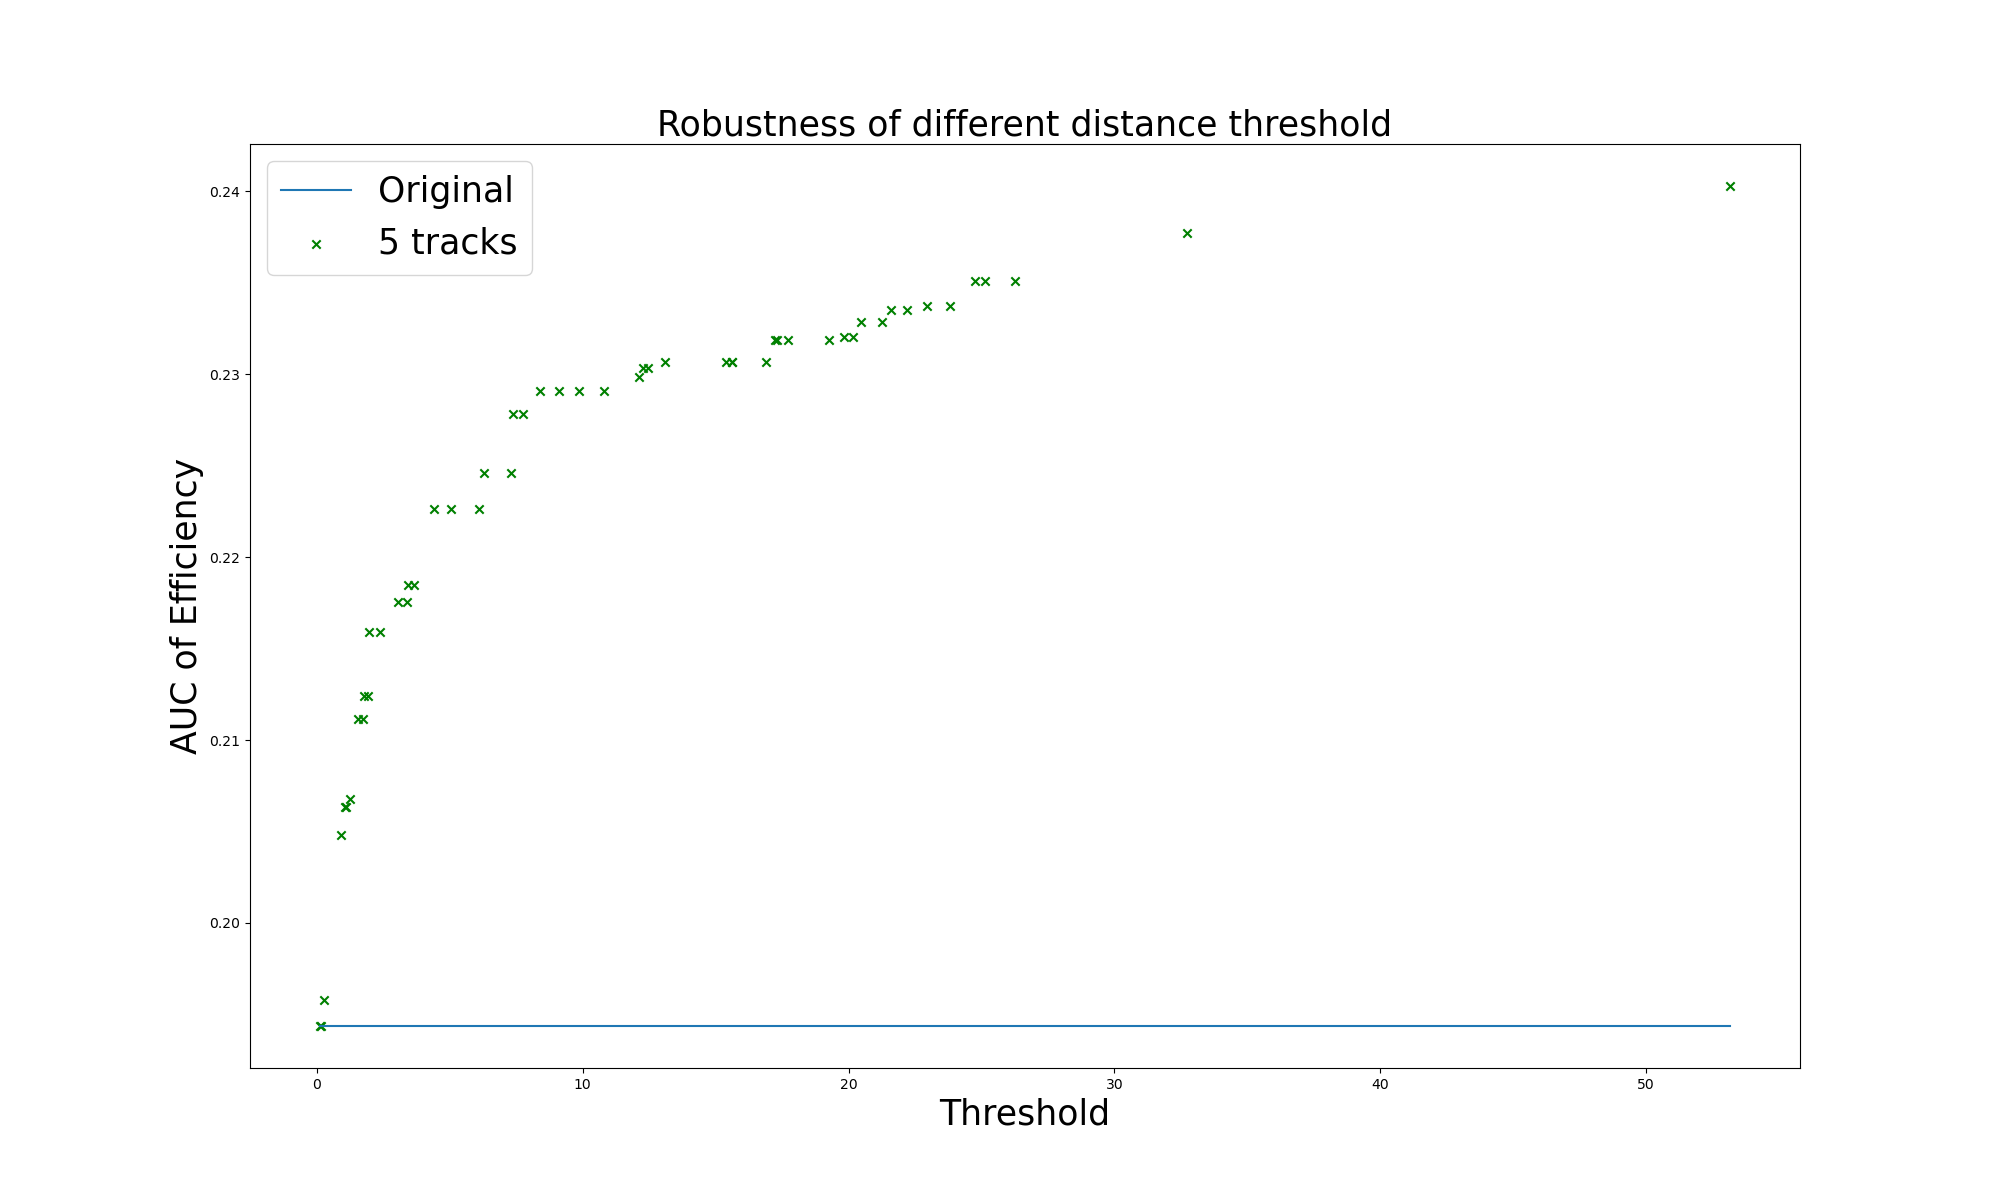 Robustness of different distance threshold
Original
5 tracks
AUC of Efficiency
0.24
0.23
0.22
0.21
0.20
0
10
20
30
40
50
Threshold